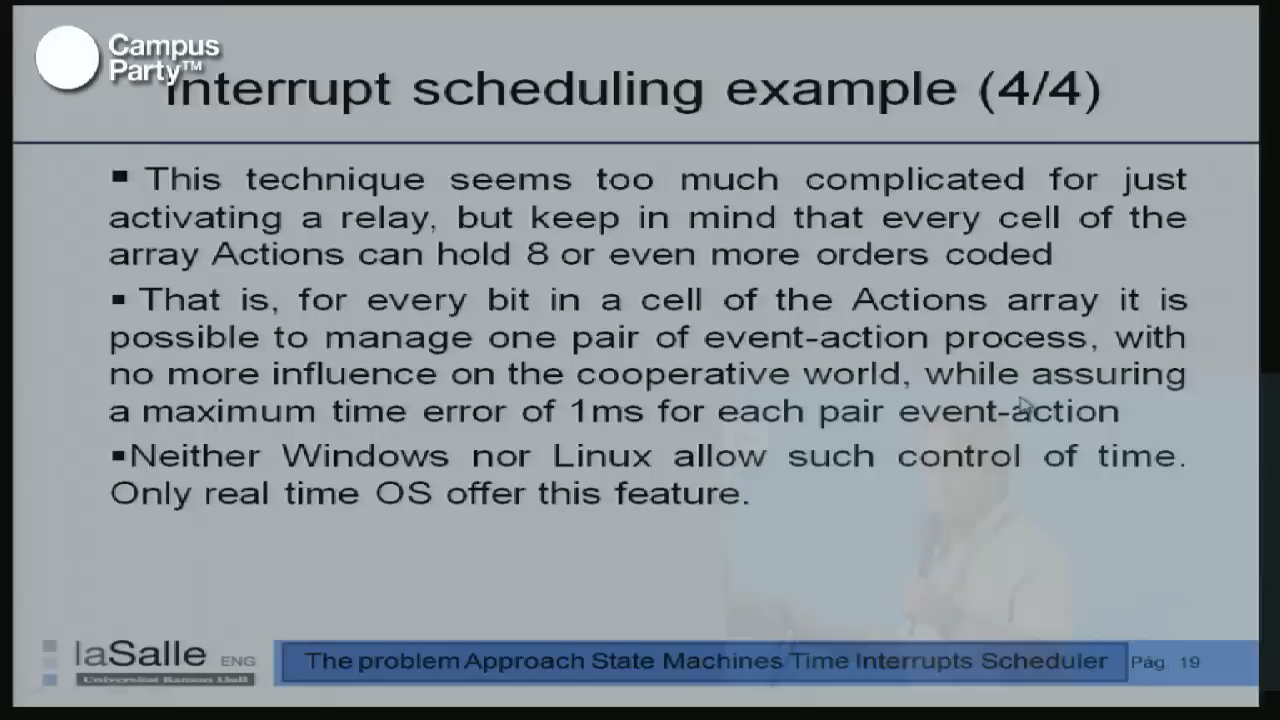 Campus
Party™
Interrupt scheduling example (4/4)
▪ This technique seems too much complicated for just
activating a relay, but keep in mind that every cell of the
array Actions can hold 8 or even more orders coded
▪ That is, for every bit in a cell of the Actions array it is
possible to manage one pair of event-action process, with
no more influence on the cooperative world, while assuring
a maximum time error of 1ms for each pair event-action
▪Neither Windows nor Linux allow such control of time.
Only real time OS offer this feature.
laSalle ENG
Universitat Ramon Llull
The problem Approach State Machines Time Interrupts Scheduler
Pág. 19